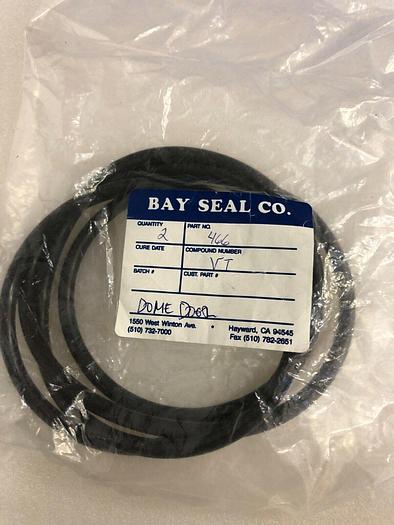 BAY SEAL CO.
QUANTITY PART NO.
2 466
CURE DATE COMPOUND NUMBER
VT
BATCH # CUST. PART #
DOME DOOR
1550 West Winton Ave. • Hayward, CA 94545
(510) 732-7000 Fax (510) 782-2651